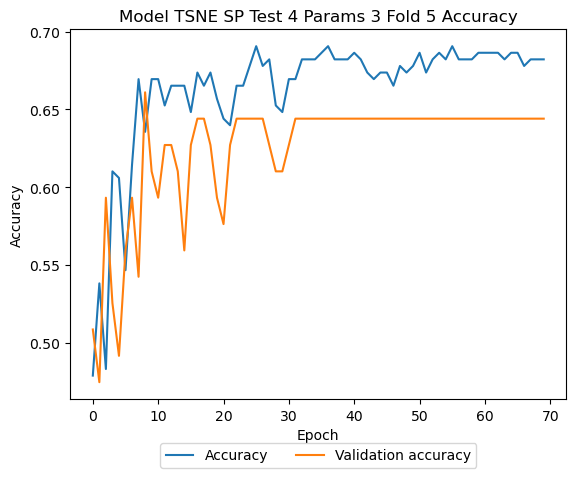 Model TSNE SP Test 4 Params 3 Fold 5 Accuracy
0.70
0.65
0.60
0.55
0.50
Accuracy
0 10 20 30 40 50 60 70
Epoch
Accuracy Validation accuracy